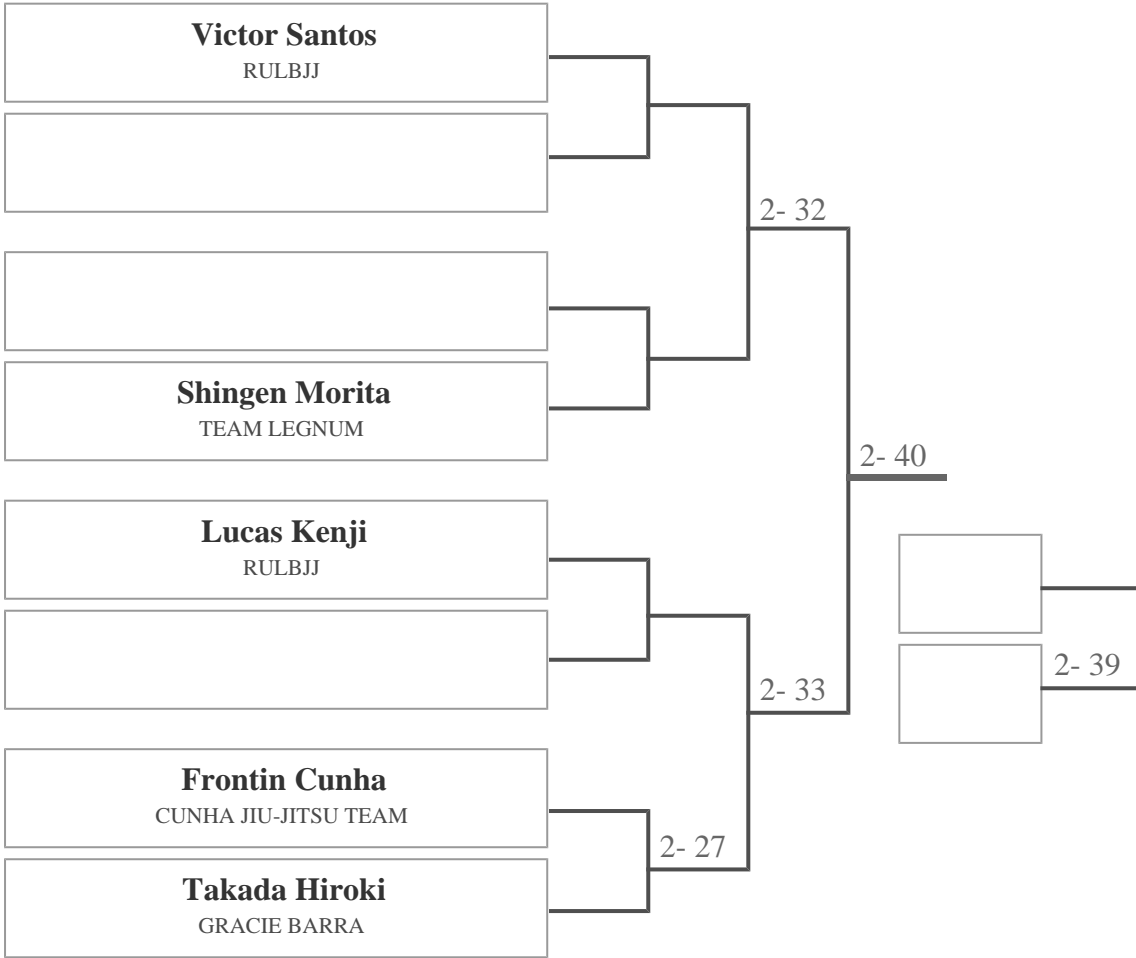 Victor Santos
RULBJJ
2- 32
Shingen Morita
TEAM LEGNUM
2- 40
Lucas Kenji
RULBJJ
2- 39
2- 33
Frontin Cunha
CUNHA JIU-JITSU TEAM
2- 27
Takada Hiroki
GRACIE BARRA